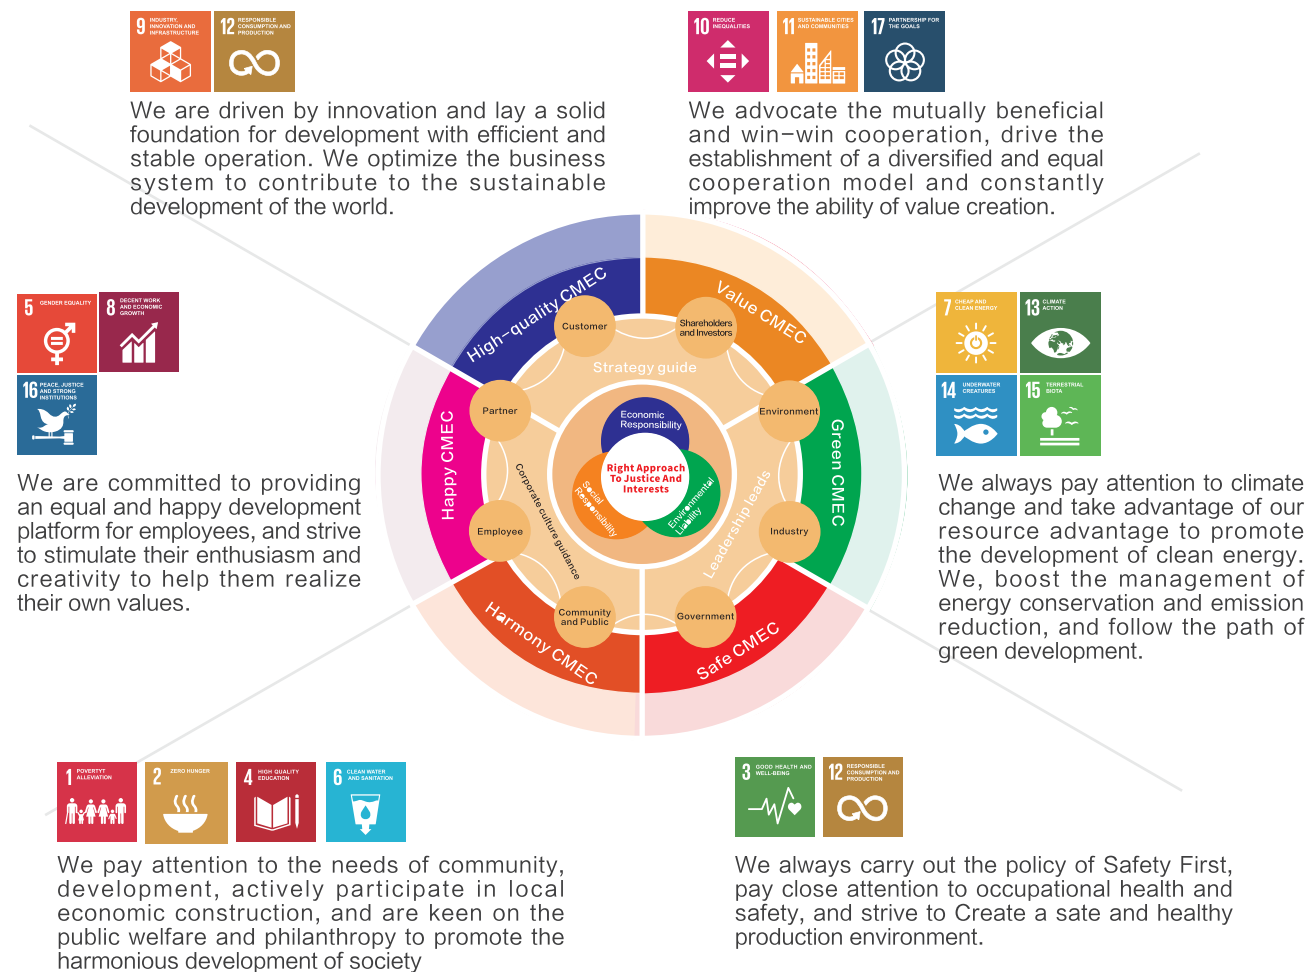 9 INDUSTRY,
INNOVATION AND
INFRASTRUCTURE
12 RESPONSIBLE
CONSUMPTION AND
PRODUCTION
We are driven by innovation and lay a solid
foundation for development with efficient and
stable operation. We optimize the business
system to contribute to the sustainable
development of the world.
10 REDUCE
INEQUALITIES
11 SUSTAINABLE CITIES
AND COMMUNITIES
17 PARTNERSHIP FOR
THE GOALS
We advocate the mutually beneficial
and win-win cooperation, drive the
establishment of a diversified and equal
cooperation model and constantly
improve the ability of value creation.
5 GENDER EQUALITY
8 DECENT WORK
AND ECONOMIC
GROWTH
16 PEACE, JUSTICE
AND STRONG
INSTITUTIONS
We are committed to providing
an equal and happy development
platform for employees, and strive
to stimulate their enthusiasm and
creativity to help them realize
their own values.
High-quality CMEC
Value CMEC
Happy CMEC
Green CMEC
Harmony CMEC
Safe CMEC
Customer
Shareholders
and Investors
Strategy guide
Partner
Environment
Economic
Responsibility
Right Approach
To Justice And
Interests
Social
Responsibility
Environmental
Liability
Corporate culture guidance
Leadership leads
Employee
Industry
Community
and Public
Government
7 CHEAP AND
CLEAN ENERGY
13 CLIMATE
ACTION
14 UNDERWATER
CREATURES
15 TERRESTRIAL
BIOTA
We always pay attention to climate
change and take advantage of our
resource advantage to promote
the development of clean energy.
We, boost the management of
energy conservation and emission
reduction, and follow the path of
green development.
1 POVERTYT
ALLEVIATION
2 ZERO HUNGER
4 HIGH QUALITY
EDUCATION
6 CLEAN WATER
AND SANITATION
We pay attention to the needs of community,
development, actively participate in local
economic construction, and are keen on the
public welfare and philanthropy to promote the
harmonious development of society
3 GOOD HEALTH AND
WELL-BEING
12 RESPONSIBLE
CONSUMPTION AND
PRODUCTION
We always carry out the policy of Safety First,
pay close attention to occupational health and
safety, and strive to Create a sate and healthy
production environment.